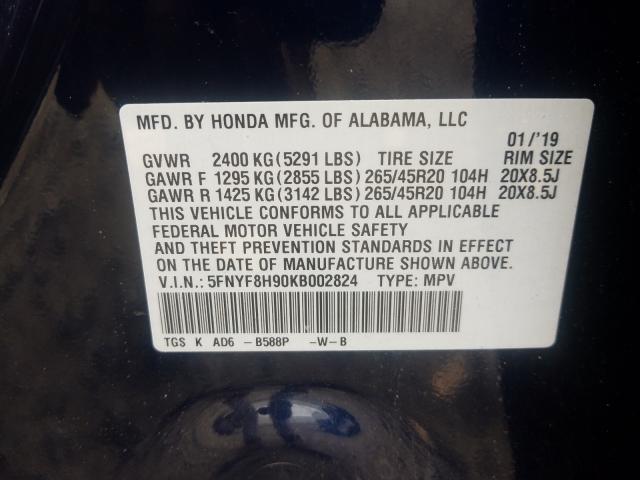 MFD. BY HONDA MFG. OF ALABAMA, LLC
01/'19
GVWR 2400 KG(5291 LBS) TIRE SIZE RIM SIZE
GAWR F 1295 KG(2855 LBS) 265/45R20 104H 20X8.5J
GAWR R 1425 KG(3142 LBS) 265/45R20 104H 20X8.5J
THIS VEHICLE CONFORMS TO ALL APPLICABLE
FEDERAL MOTOR VEHICLE SAFETY
AND THEFT PREVENTION STANDARDS IN EFFECT
ON THE DATE OF MANUFACTURE SHOWN ABOVE.
V.I.N.: 5FNYF8H90KB002824 TYPE: MPV
TGS K AD6 - B588P -W-B